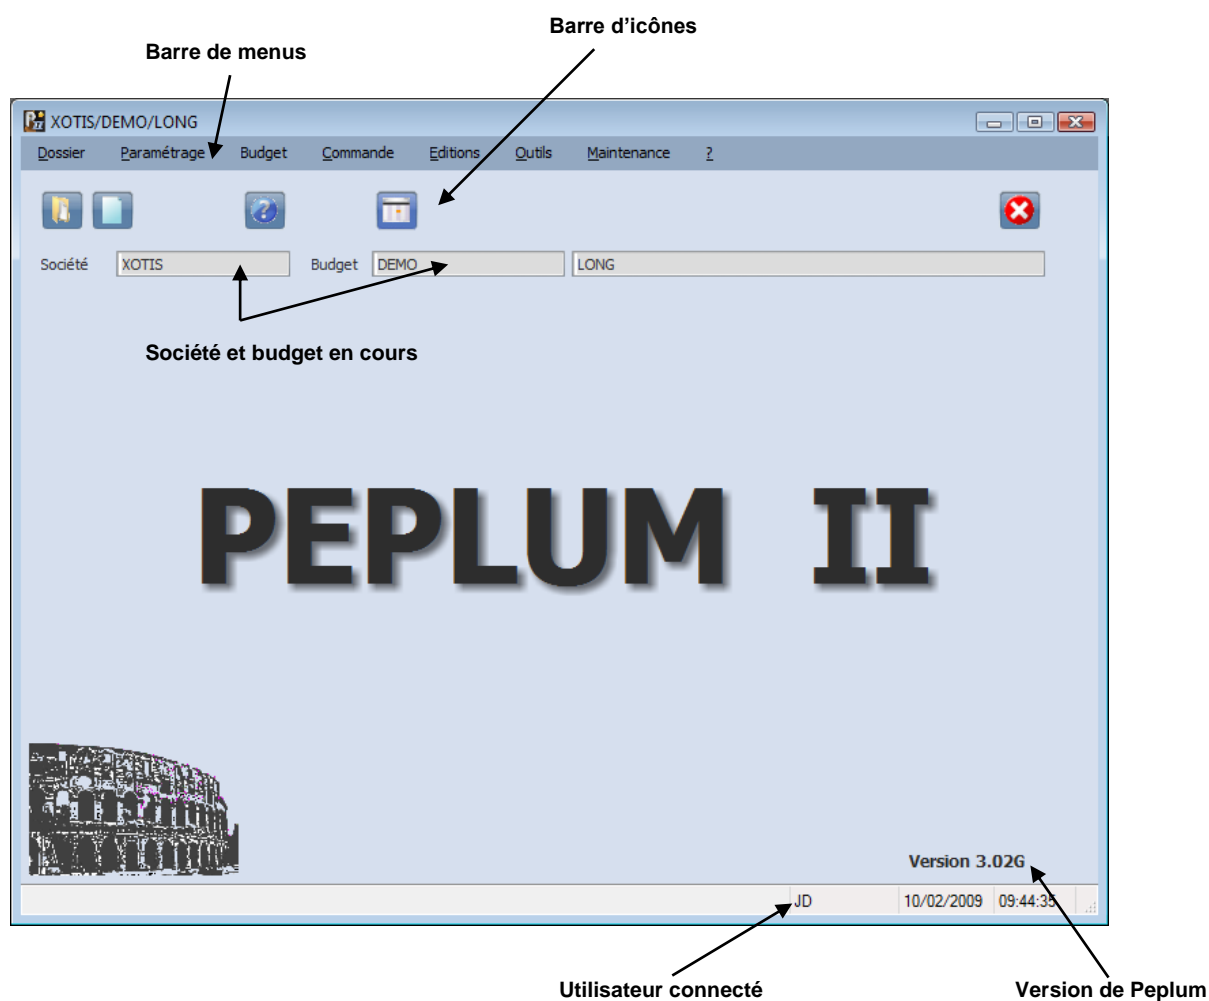 Barre d'icônes
Barre de menus
XOTIS/DEMO/LONG
Dossier Paramétrage Budget Commande Editions Outils Maintenance ?
Société XOTIS Budget DEMO LONG
Société et budget en cours
PEPLUM II
Version 3.02G
JD 10/02/2009 09:44:35
Utilisateur connecté Version de Peplum